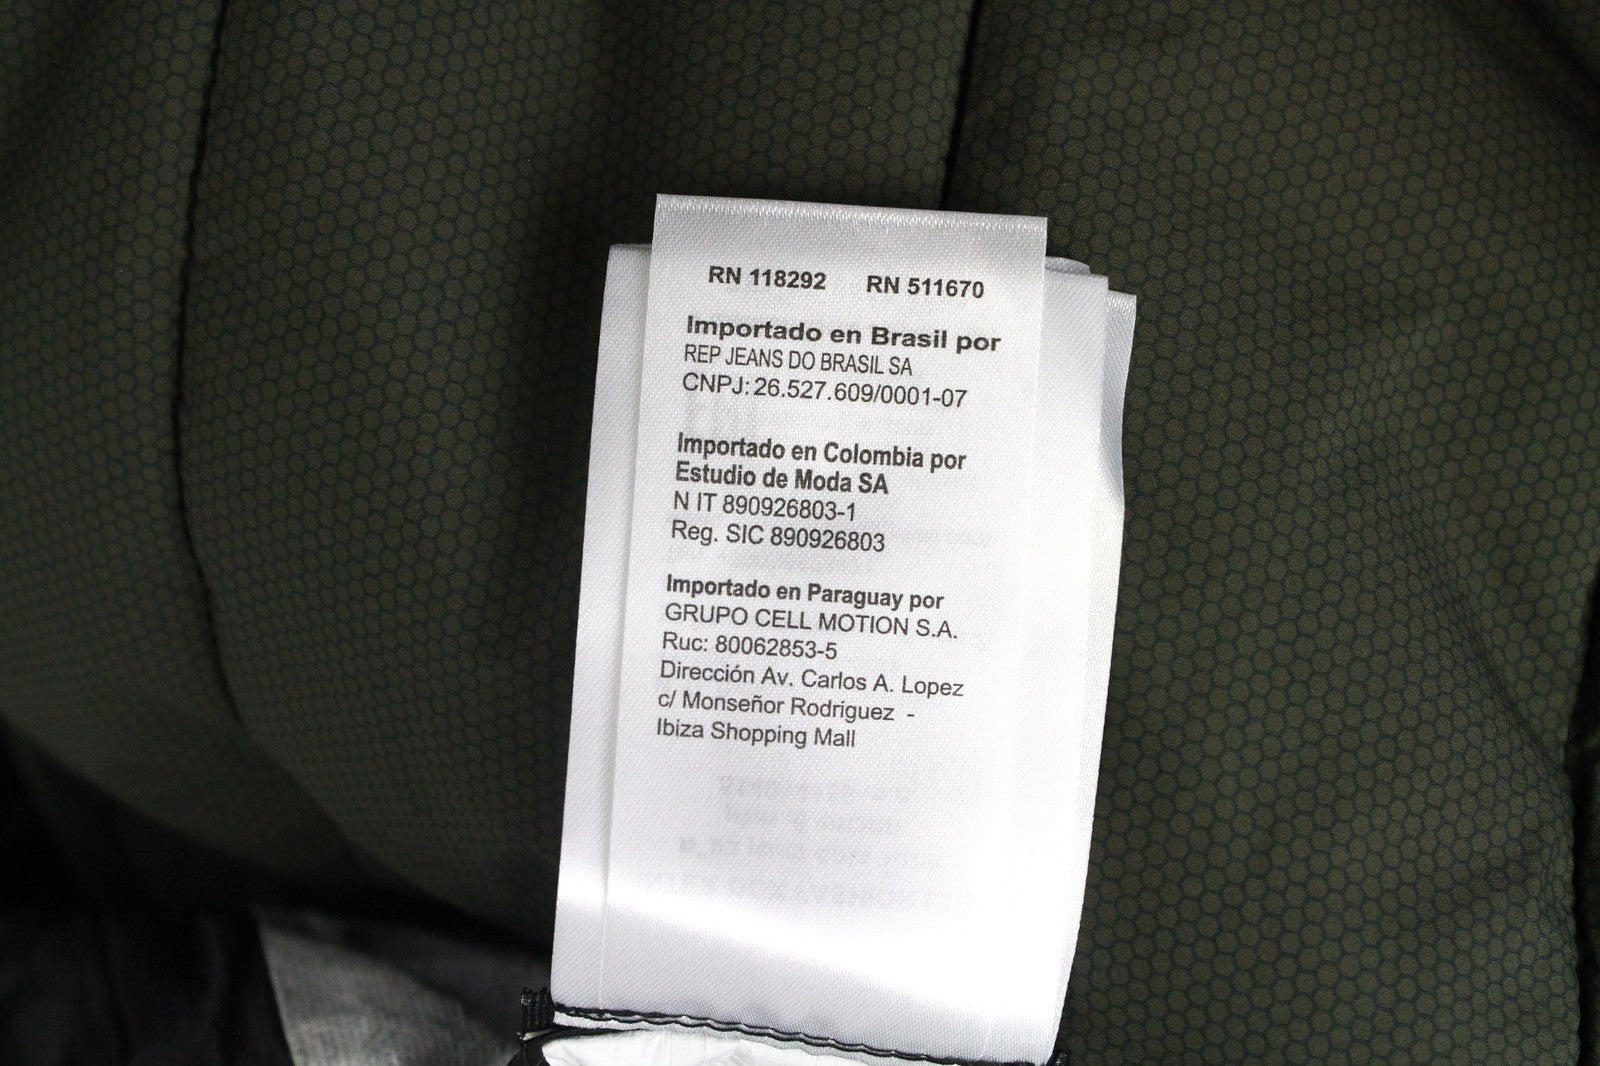 RN 118292 RN 511670
Importado en Brasil por
REP JEANS DO BRASIL SA
CNPJ: 26.527.609/0001-07
Importado en Colombia por
Estudio de Moda SA
N IT 890926803-1
Reg. SIC 890926803
Importado en Paraguay por
GRUPO CELL MOTION S.A.
Ruc: 80062853-5
Dirección Av. Carlos A. Lopez
c/ Monseñor Rodriguez -
Ibiza Shopping Mall